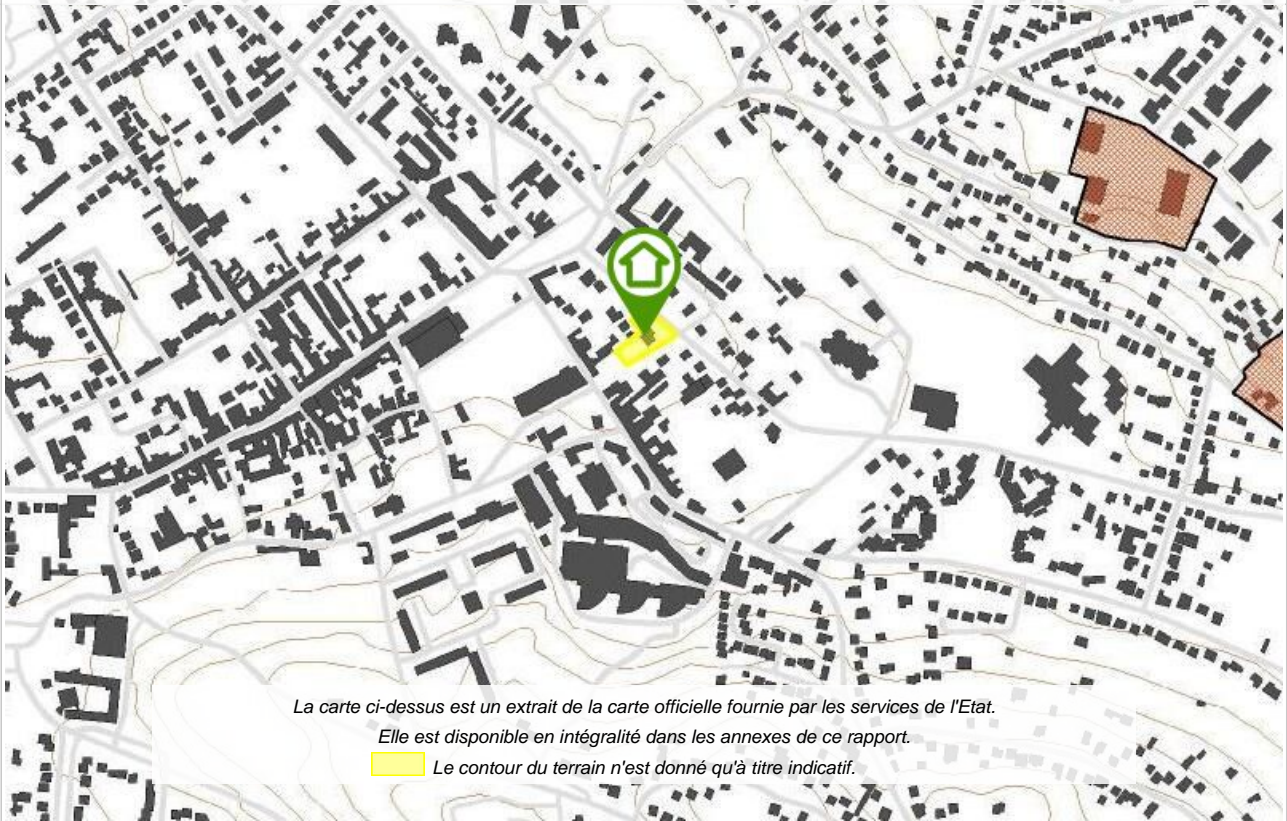 La carte ci-dessus est un extrait de la carte officielle fournie par les services de l'Etat.
Elle est disponible en intégralité dans les annexes de ce rapport.
Le contour du terrain n'est donné qu'à titre indicatif.